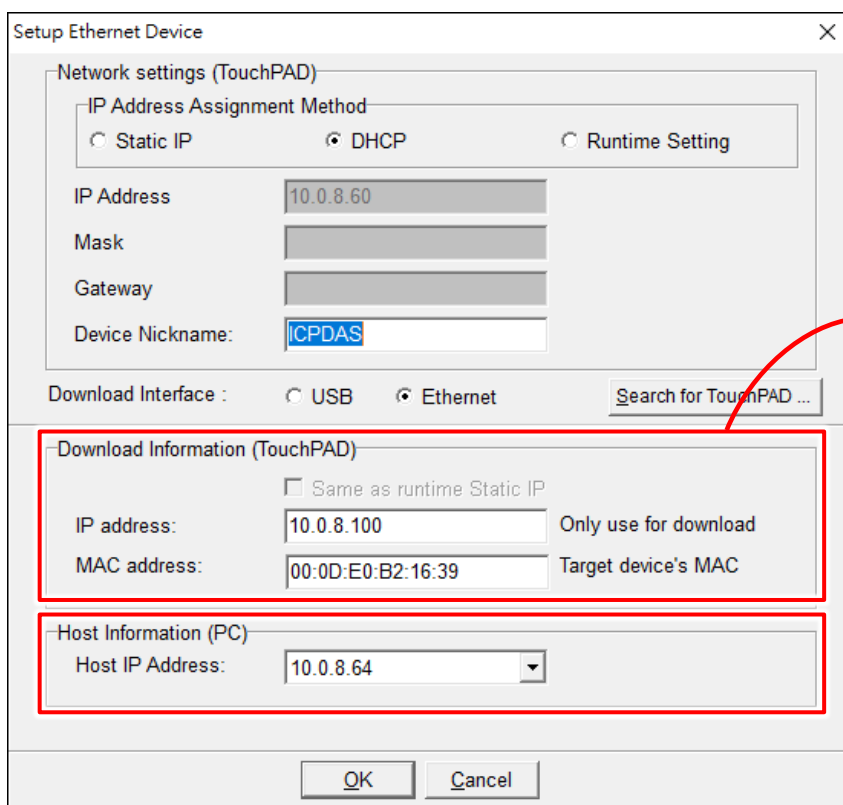 Setup Ethernet Device
Network settings (TouchPAD)
IP Address Assignment Method
Static IP DHCP Runtime Setting
IP Address 10.0.8.60
Mask
Gateway
Device Nickname: ICPDAS
Download Interface : USB Ethernet Search for TouchPAD ...
Download Information (TouchPAD)
Same as runtime Static IP
IP address: 10.0.8.100 Only use for download
MAC address: 00:0D:E0:B2:16:39 Target device's MAC
Host Information (PC)
Host IP Address: 10.0.8.64
OK Cancel